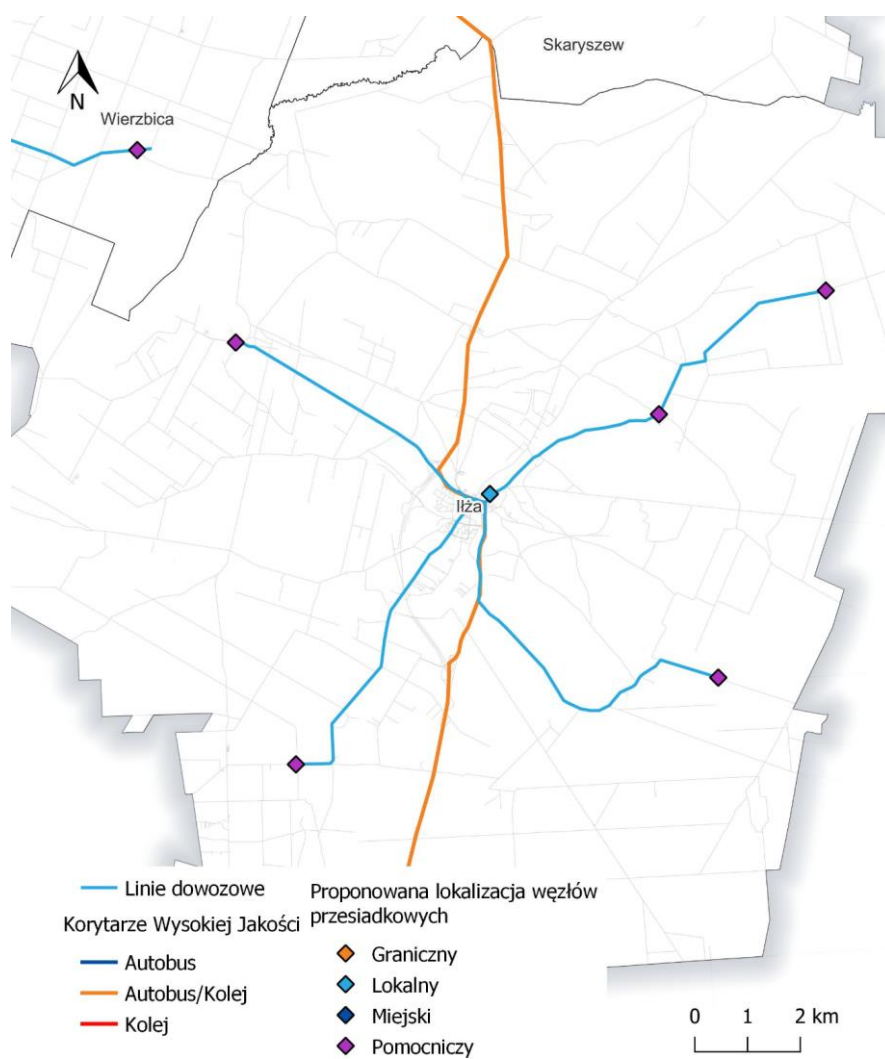 Skaryszew
N
Wierzbica
Iłża
Linie dowozowe
Korytarze Wysokiej Jakości
Autobus
Autobus/Kolej
Kolej
Proponowana lokalizacja węzłów
przesiadkowych
Graniczny
Lokalny
Miejski
Pomocniczy
0 1 2 km